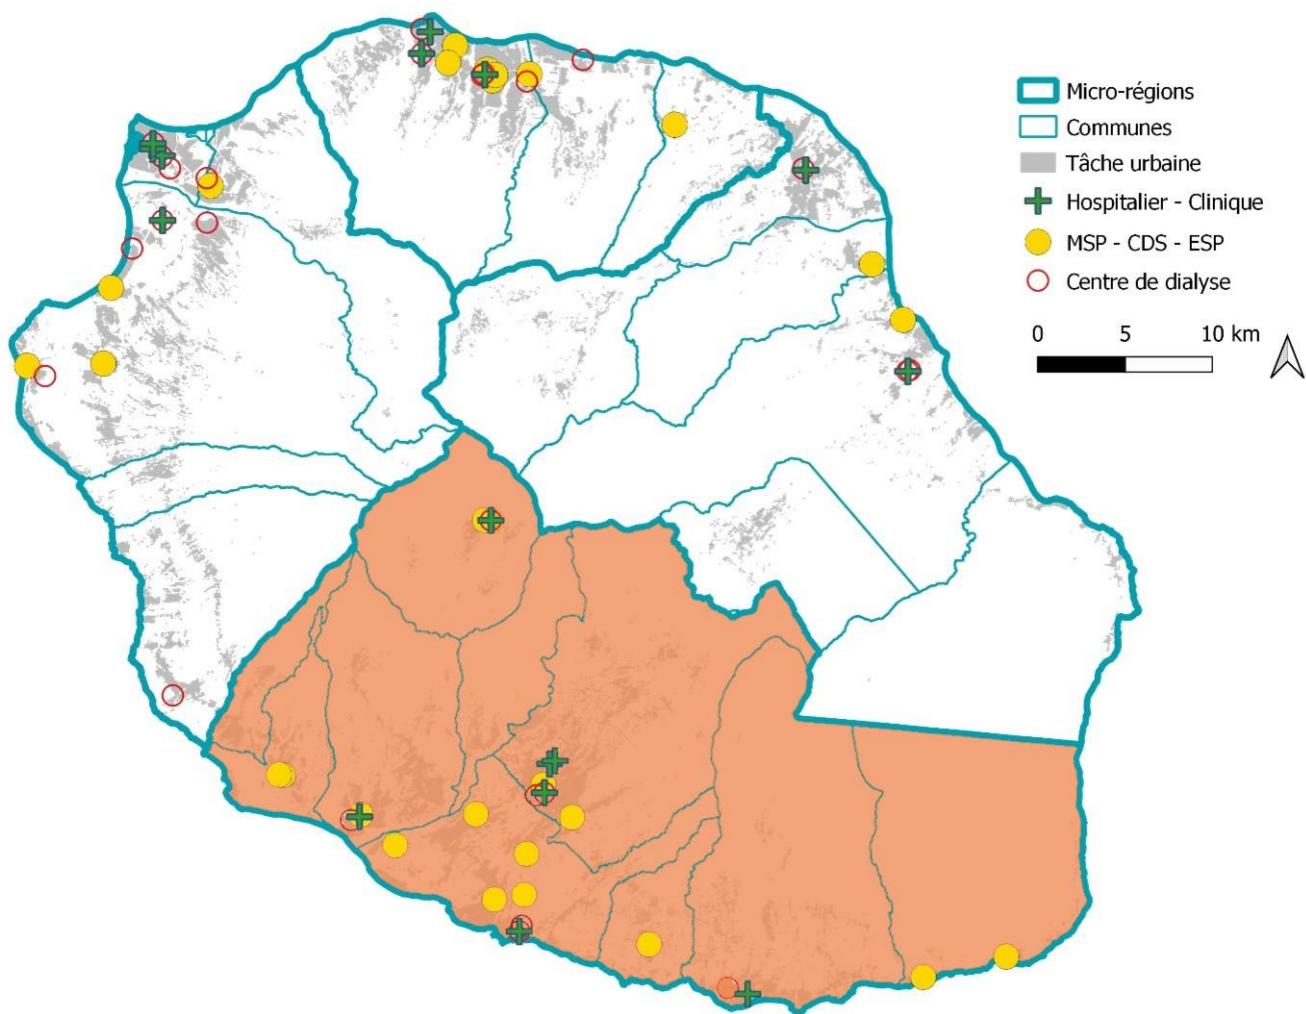 Micro-régions
Communes
Tâche urbaine
Hospitalier - Clinique
MSP - CDS - ESP
Centre de dialyse
0 5 10 km